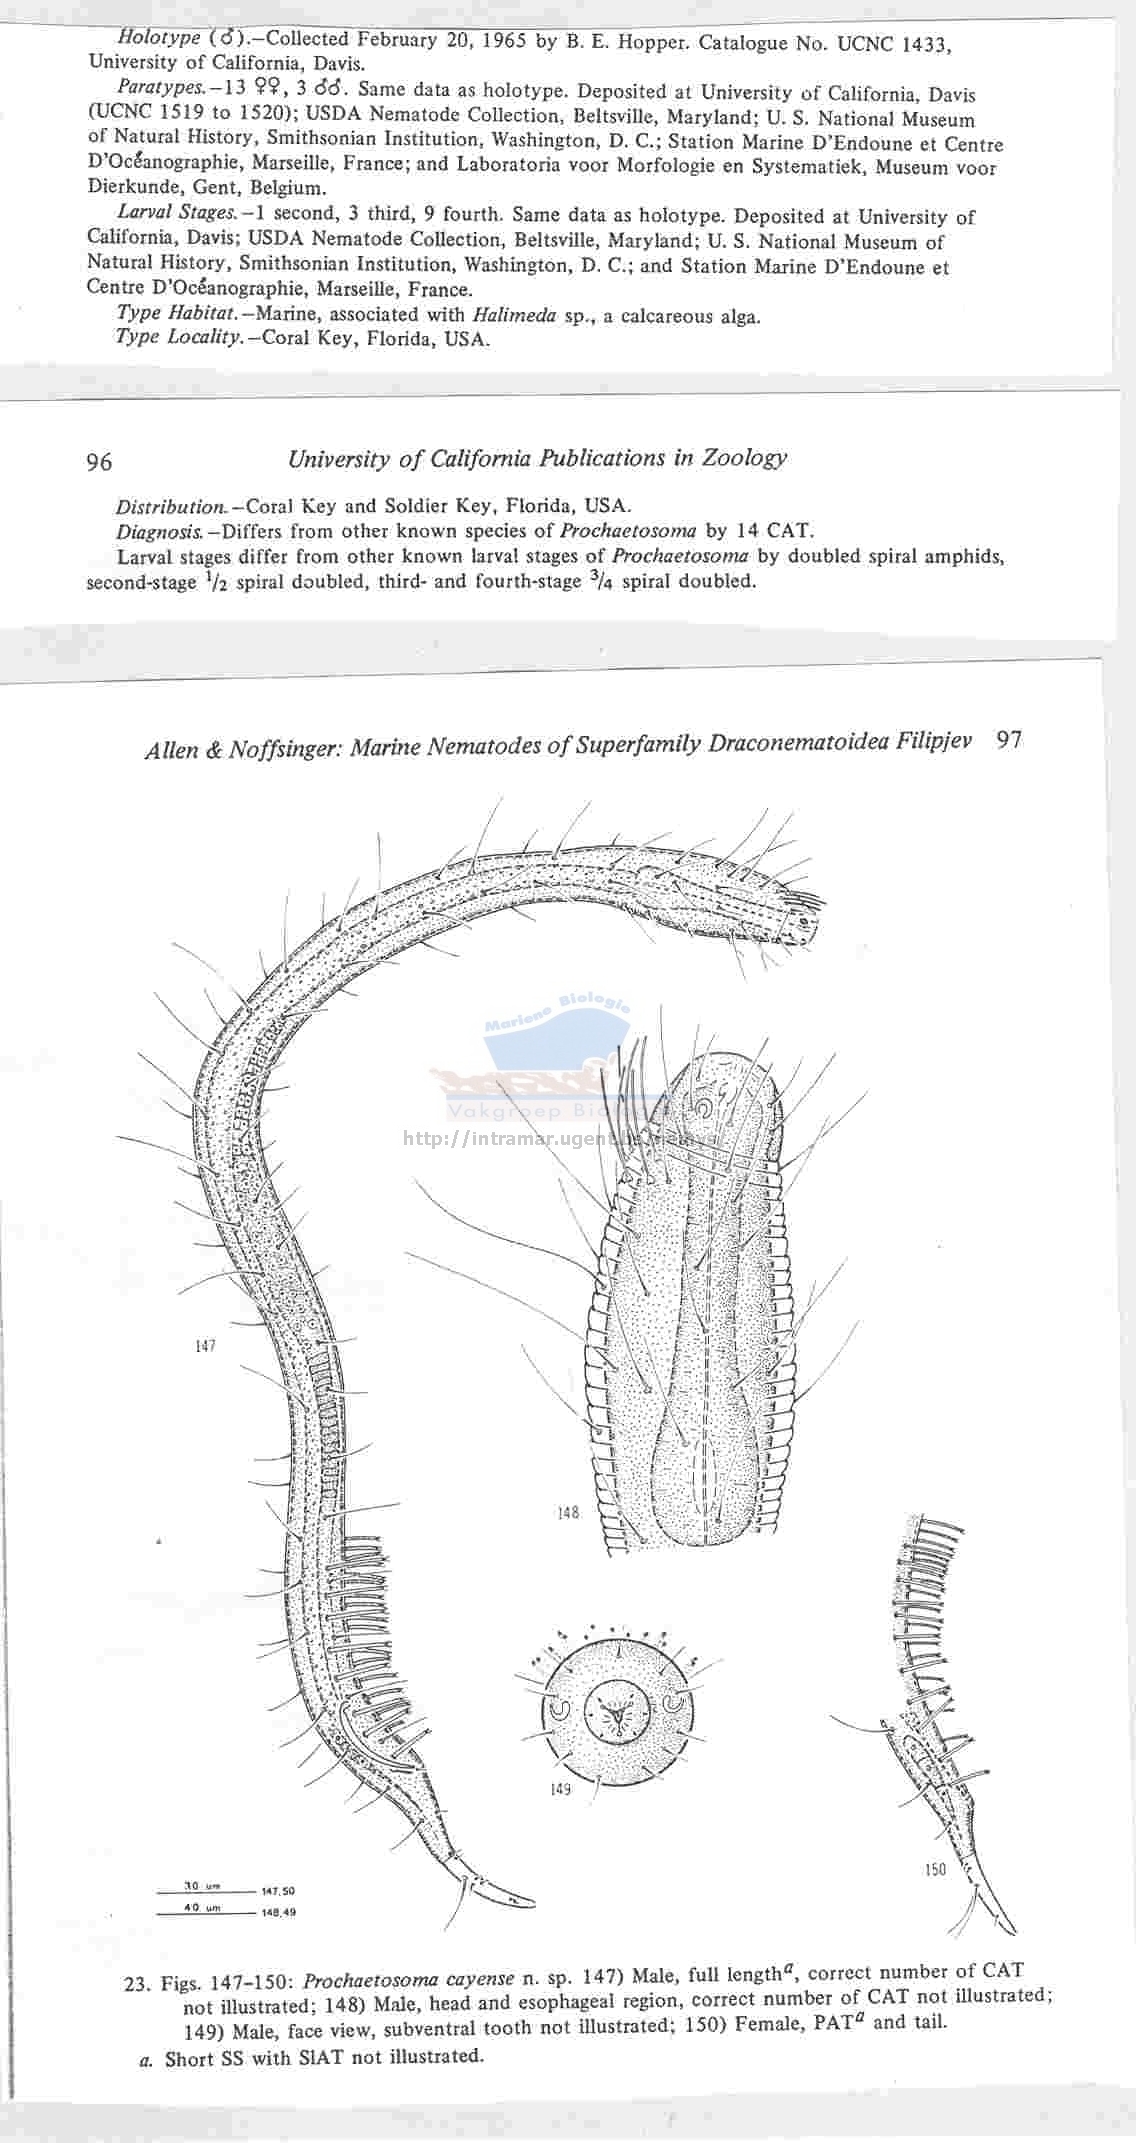 Holotype (♂).—Collected February 20, 1965 by B. E. Hopper. Catalogue No. UCNC 1433,
University of California, Davis.
Paratypes.—13 ♀♀, 3 ♂♂. Same data as holotype. Deposited at University of California, Davis
(UCNC 1519 to 1520); USDA Nematode Collection, Beltsville, Maryland; U. S. National Museum
of Natural History, Smithsonian Institution, Washington, D. C.; Station Marine D'Endoune et Centre
D'Océanographie, Marseille, France; and Laboratoria voor Morfologie en Systematiek, Museum voor
Dierkunde, Gent, Belgium.
Larval Stages.—1 second, 3 third, 9 fourth. Same data as holotype. Deposited at University of
California, Davis; USDA Nematode Collection, Beltsville, Maryland; U. S. National Museum of
Natural History, Smithsonian Institution, Washington, D. C.; and Station Marine D'Endoune et
Centre D'Océanographie, Marseille, France.
Type Habitat.—Marine, associated with Halimeda sp., a calcareous alga.
Type Locality.—Coral Key, Florida, USA.
96 University of California Publications in Zoology
Distribution.—Coral Key and Soldier Key, Florida, USA.
Diagnosis.—Differs from other known species of Prochaetosoma by 14 CAT.
Larval stages differ from other known larval stages of Prochaetosoma by doubled spiral amphids,
second-stage 1/2 spiral doubled, third- and fourth-stage 3/4 spiral doubled.
Allen & Noffsinger: Marine Nematodes of Superfamily Draconematoidea Filipjev 97
Mariene Biologie
Vakgroep
http://intramar.ugent
147
148
149
150
30 um 147,50
40 um 148,49
23. Figs. 147–150: Prochaetosoma cayense n. sp. 147) Male, full lengthᵃ, correct number of CAT
not illustrated; 148) Male, head and esophageal region, correct number of CAT not illustrated;
149) Male, face view, subventral tooth not illustrated; 150) Female, PATᵃ and tail.
a. Short SS with SlAT not illustrated.